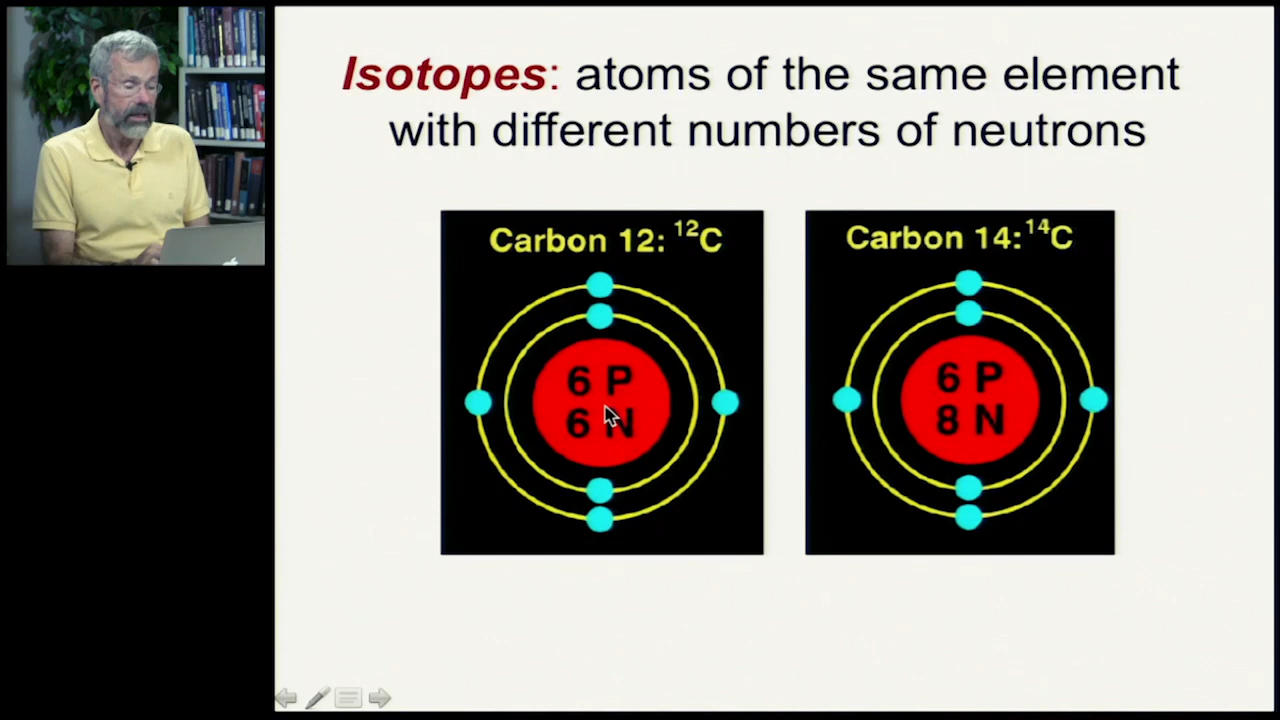 Isotopes: atoms of the same element
with different numbers of neutrons
Carbon 12: ¹²C
6 P
6 N
Carbon 14:¹⁴C
6 P
8 N